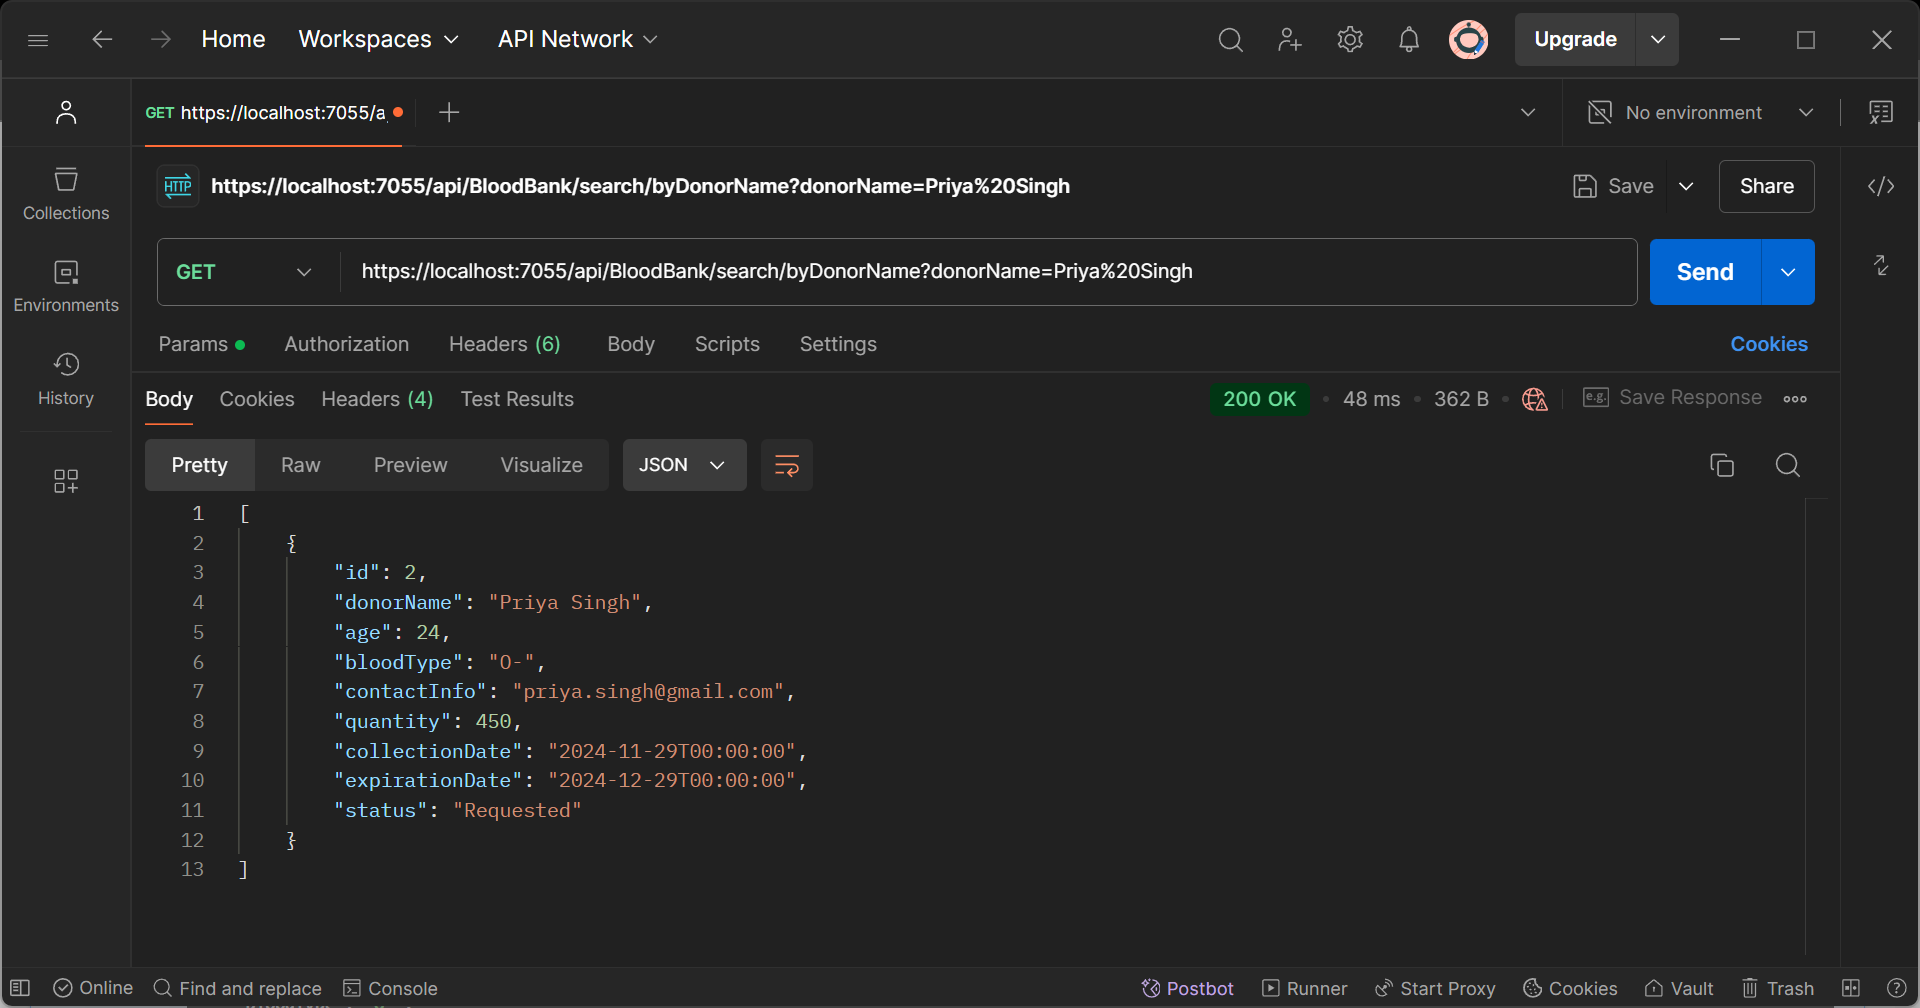 Home Workspaces API Network Upgrade
GET https://localhost:7055/a No environment
HTTP https://localhost:7055/api/BloodBank/search/byDonorName?donorName=Priya%20Singh Save Share
Collections
GET https://localhost:7055/api/BloodBank/search/byDonorName?donorName=Priya%20Singh Send
Environments
Params Authorization Headers (6) Body Scripts Settings Cookies
History
Body Cookies Headers (4) Test Results 200 OK 48 ms 362 B e.g. Save Response
Pretty Raw Preview Visualize JSON
1 [
2 {
3 "id": 2,
4 "donorName": "Priya Singh",
5 "age": 24,
6 "bloodType": "O-",
7 "contactInfo": "priya.singh@gmail.com",
8 "quantity": 450,
9 "collectionDate": "2024-11-29T00:00:00",
10 "expirationDate": "2024-12-29T00:00:00",
11 "status": "Requested"
12 }
13 ]
Online Find and replace Console Postbot Runner Start Proxy Cookies Vault Trash